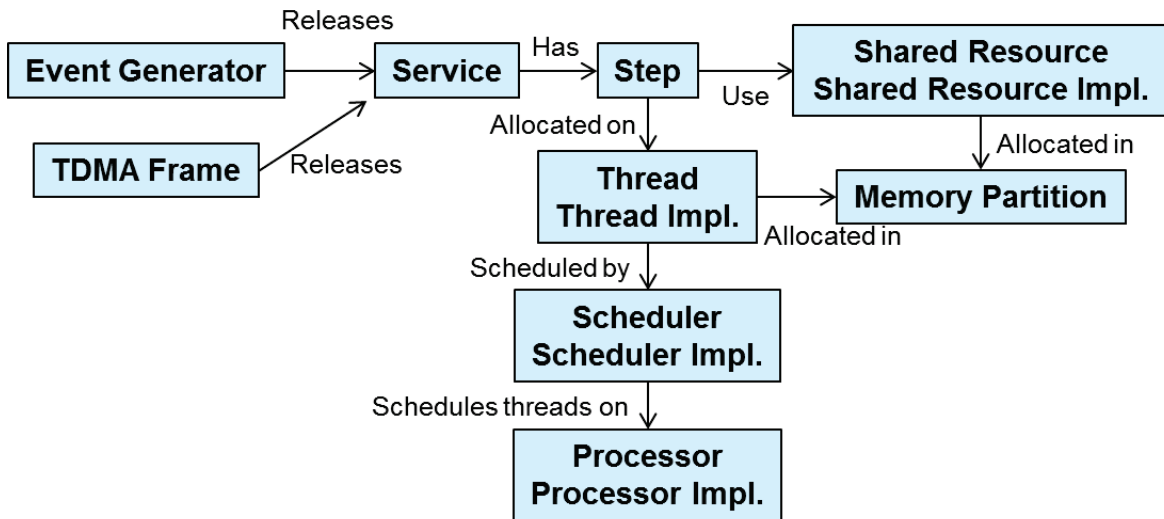 Releases
Event Generator
Service
Has
Step
Use
Shared Resource
Shared Resource Impl.
TDMA Frame
Releases
Allocated on
Allocated in
Thread
Thread Impl.
Allocated in
Memory Partition
Scheduled by
Scheduler
Scheduler Impl.
Schedules threads on
Processor
Processor Impl.